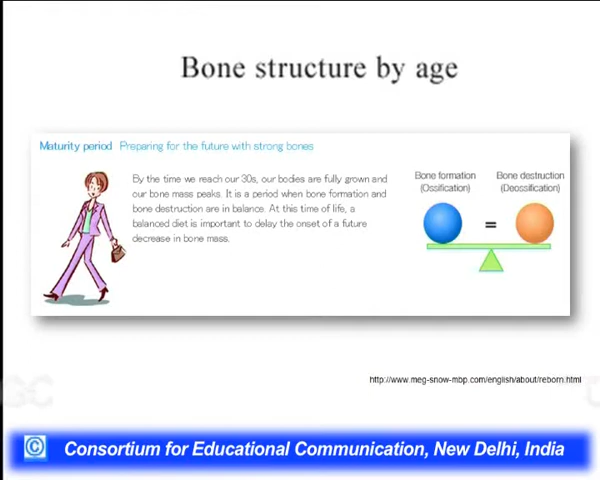 Bone structure by age
Maturity period Preparing for the future with strong bones
By the time we reach our 30s, our bodies are fully grown and
our bone mass peaks. It is a period when bone formation and
bone destruction are in balance. At this time of life, a
balanced diet is important to delay the onset of a future
decrease in bone mass.
Bone formation
(Ossification)
Bone destruction
(Deossification)
=
http://www.meg-snow-mbp.com/english/about/reborn.html
© Consortium for Educational Communication, New Delhi, India